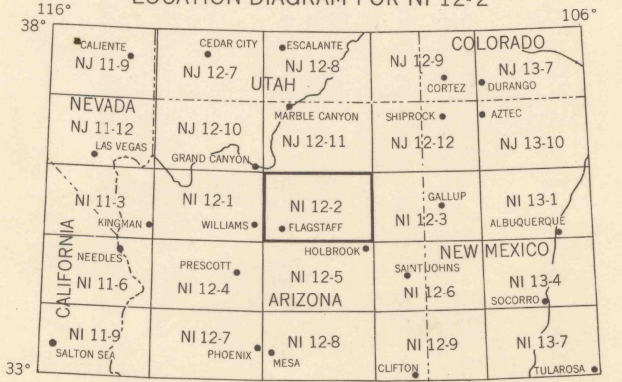 LOCATION DIAGRAM FOR NI 12-2
116°
106°
38°
CALIENTE
NJ 11-9
CEDAR CITY
NJ 12-7
ESCALANTE
NJ 12-8
UTAH
NJ 12-9
CORTEZ
COLORADO
NJ 13-7
DURANGO
NEVADA
NJ 11-12
LAS VEGAS
NJ 12-10
GRAND CANYON
MARBLE CANYON
NJ 12-11
SHIPROCK
NJ 12-12
AZTEC
NJ 13-10
NI 11-3
KINGMAN
NI 12-1
WILLIAMS
NI 12-2
FLAGSTAFF
GALLUP
NI 12-3
NI 13-1
ALBUQUERQUE
CALIFORNIA
NEEDLES
NI 11-6
PRESCOTT
NI 12-4
HOLBROOK
NI 12-5
ARIZONA
NEW MEXICO
SAINT JOHNS
NI 12-6
NI 13-4
SOCORRO
NI 11-9
SALTON SEA
NI 12-7
PHOENIX
NI 12-8
MESA
NI 12-9
CLIFTON
NI 13-7
TULAROSA
33°